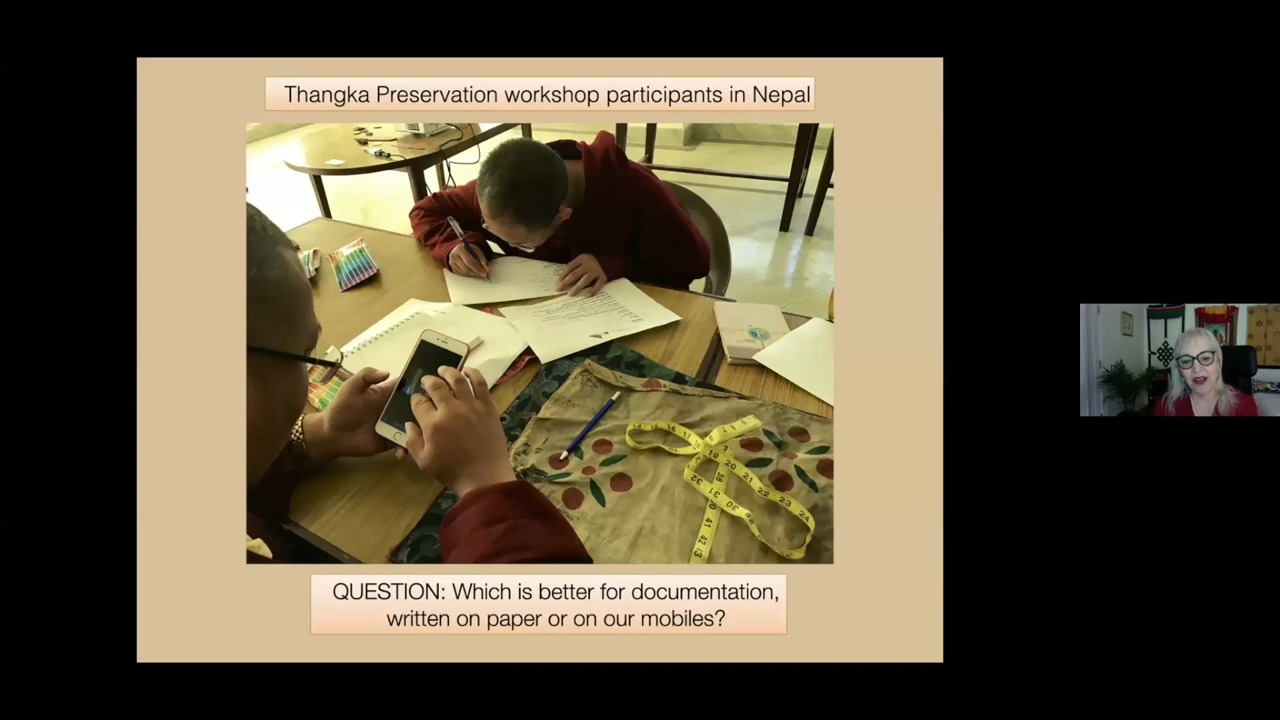 Thangka Preservation workshop participants in Nepal
QUESTION: Which is better for documentation,
written on paper or on our mobiles?